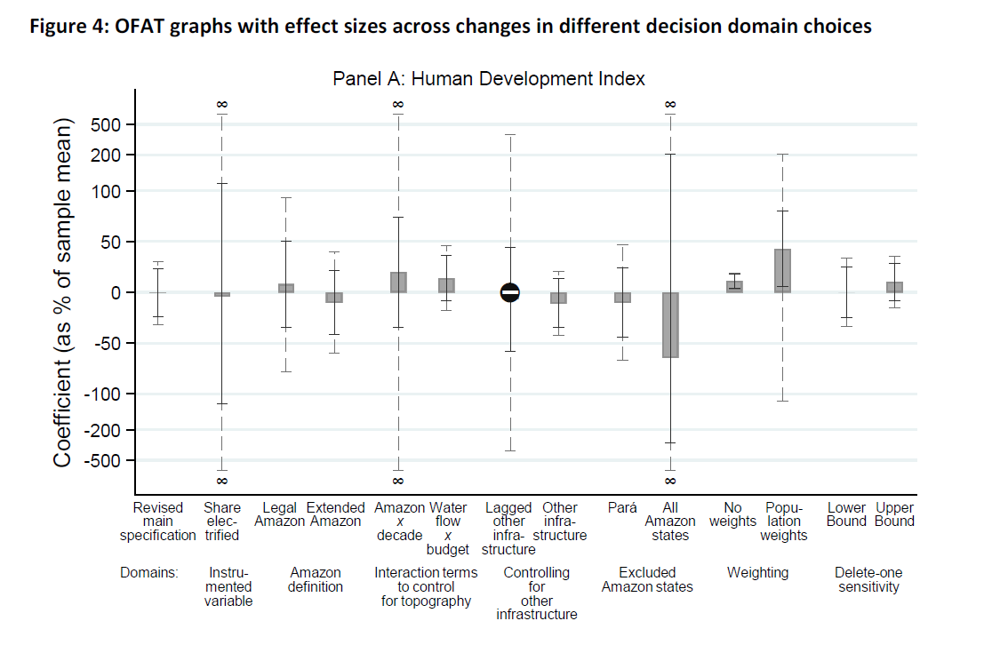 Figure 4: OFAT graphs with effect sizes across changes in different decision domain choices
Panel A: Human Development Index
Coefficient (as % of sample mean)
500
200
100
50
0
-50
-100
-200
-500
∞ ∞ ∞
∞ ∞ ∞
Revised main specification
Share elec- trified
Legal Amazon
Extended Amazon
Amazon x decade
Water flow x budget
Lagged other infra- structure
Other infra- structure
Pará
All Amazon states
No weights
Popu- lation weights
Lower Bound
Upper Bound
Domains:
Instru- mented variable
Amazon definition
Interaction terms to control for topography
Controlling for other infrastructure
Excluded Amazon states
Weighting
Delete-one sensitivity